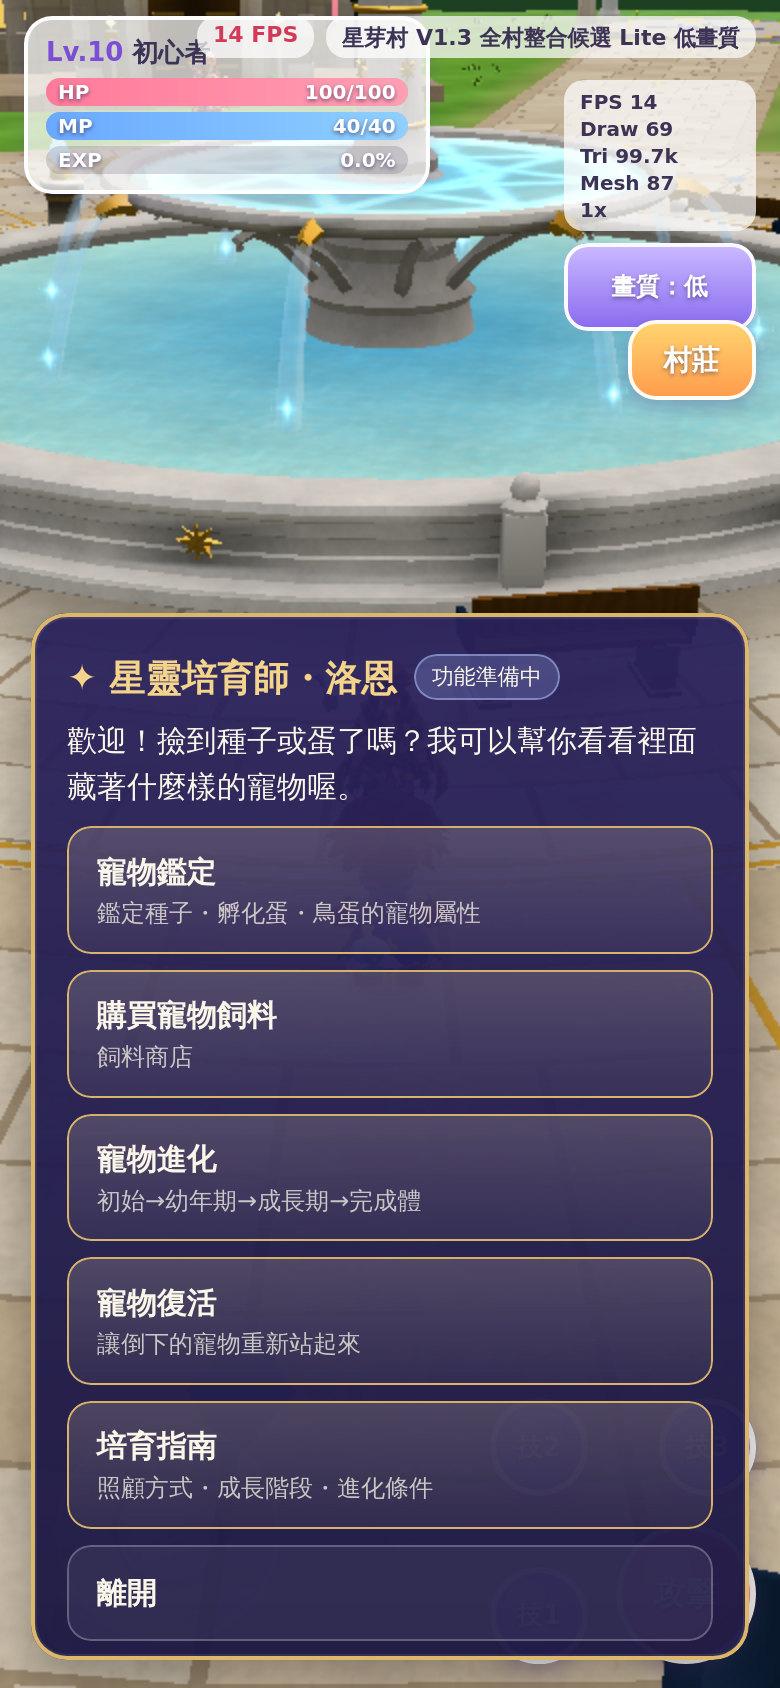 Lv.10 初心者
14 FPS
星芽村 V1.3 全村整合候選 Lite 低畫質
HP 100/100
MP 40/40
EXP 0.0%
FPS 14
Draw 69
Tri 99.7k
Mesh 87
1x
畫質：低
村莊
✦ 星靈培育師・洛恩 功能準備中
歡迎！撿到種子或蛋了嗎？我可以幫你看看裡面
藏著什麼樣的寵物喔。
寵物鑑定
鑑定種子・孵化蛋・鳥蛋的寵物屬性
購買寵物飼料
飼料商店
寵物進化
初始→幼年期→成長期→完成體
寵物復活
讓倒下的寵物重新站起來
培育指南
照顧方式・成長階段・進化條件
技2
技3
離開
技1
攻擊